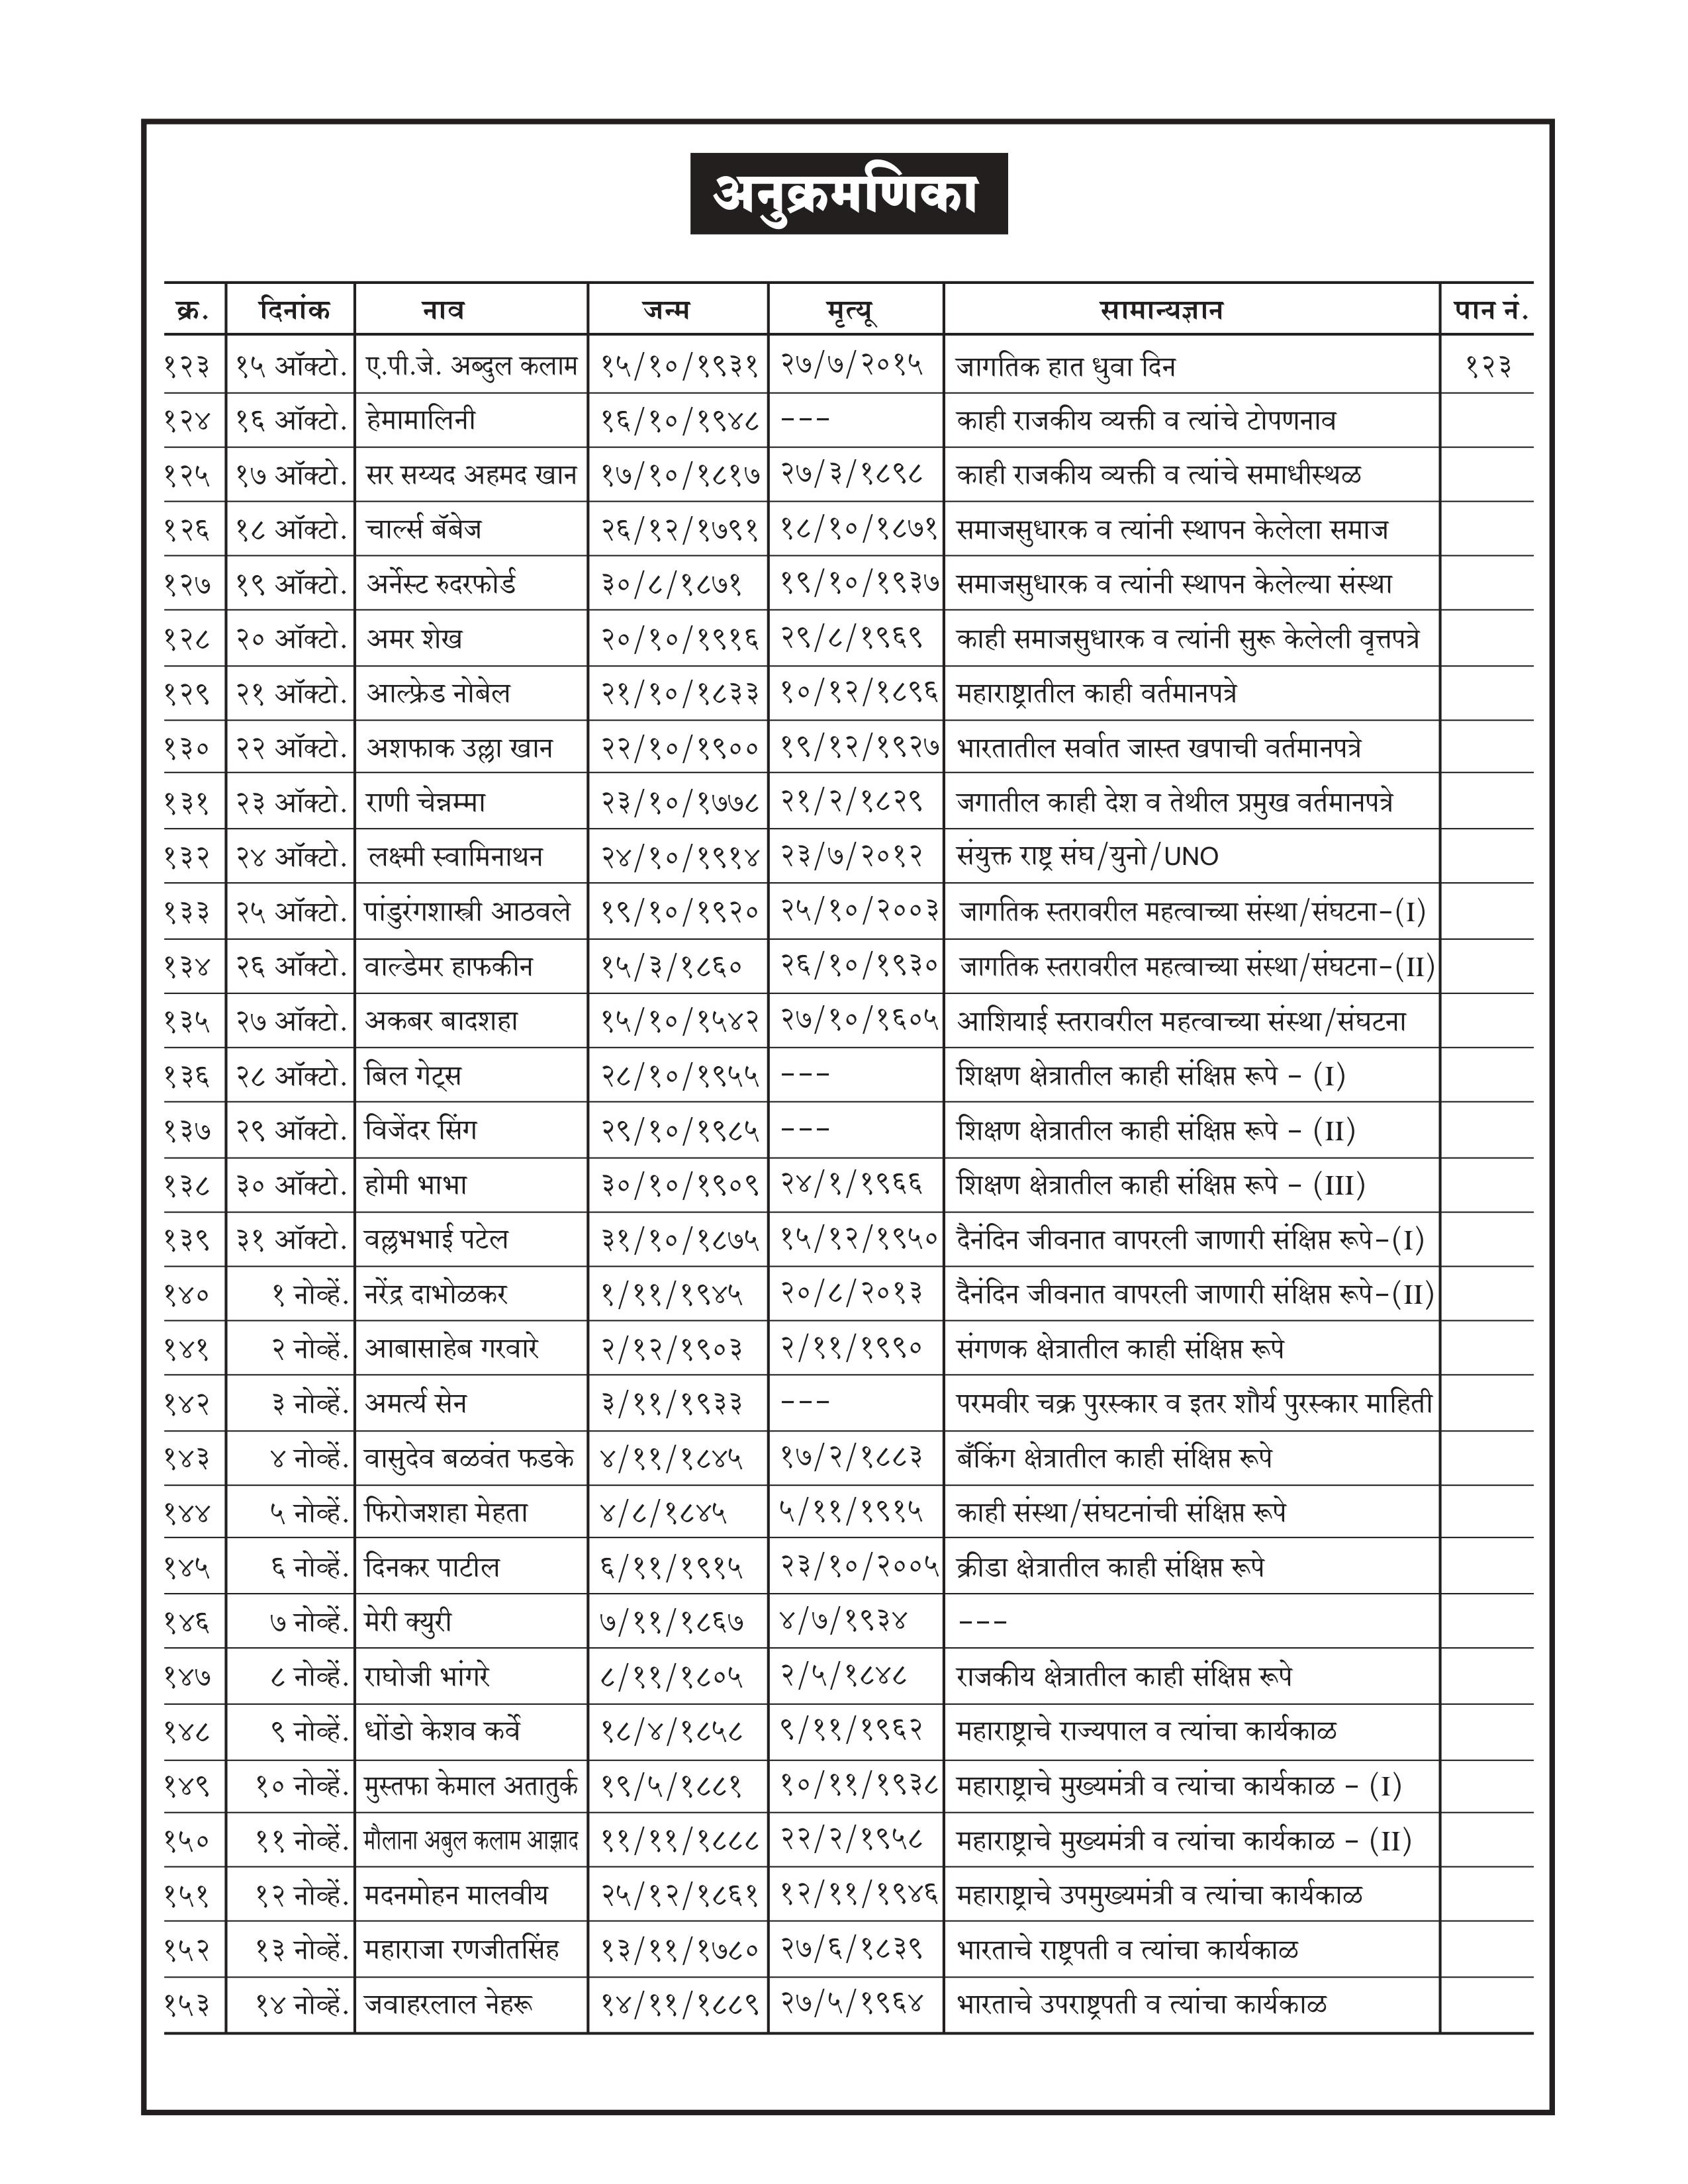 अनुक्रमणिका
क्र. दिनांक नाव जन्म मृत्यू सामान्यज्ञान पान नं.
१२३ १५ ऑक्टो. ए.पी.जे. अब्दुल कलाम १५/१०/१९३१ २७/७/२०१५ जागतिक हात धुवा दिन १२३
१२४ १६ ऑक्टो. हेमामालिनी १६/१०/१९४८ --- काही राजकीय व्यक्ती व त्यांचे टोपणनाव
१२५ १७ ऑक्टो. सर सय्यद अहमद खान १७/१०/१८१७ २७/३/१८९८ काही राजकीय व्यक्ती व त्यांचे समाधीस्थळ
१२६ १८ ऑक्टो. चार्ल्स बॅबेज २६/१२/१७९१ १८/१०/१८७१ समाजसुधारक व त्यांनी स्थापन केलेला समाज
१२७ १९ ऑक्टो. अर्नेस्ट रुदरफोर्ड ३०/८/१८७१ १९/१०/१९३७ समाजसुधारक व त्यांनी स्थापन केलेल्या संस्था
१२८ २० ऑक्टो. अमर शेख २०/१०/१९१६ २९/८/१९६९ काही समाजसुधारक व त्यांनी सुरू केलेली वृत्तपत्रे
१२९ २१ ऑक्टो. आल्फ्रेड नोबेल २१/१०/१८३३ १०/१२/१८९६ महाराष्ट्रातील काही वर्तमानपत्रे
१३० २२ ऑक्टो. अशफाक उल्ला खान २२/१०/१९०० १९/१२/१९२७ भारतातील सर्वात जास्त खपाची वर्तमानपत्रे
१३१ २३ ऑक्टो. राणी चेन्नम्मा २३/१०/१७७८ २१/२/१८२९ जगातील काही देश व तेथील प्रमुख वर्तमानपत्रे
१३२ २४ ऑक्टो. लक्ष्मी स्वामिनाथन २४/१०/१९१४ २३/७/२०१२ संयुक्त राष्ट्र संघ/युनो/UNO
१३३ २५ ऑक्टो. पांडुरंगशास्त्री आठवले १९/१०/१९२० २५/१०/२००३ जागतिक स्तरावरील महत्वाच्या संस्था/संघटना-(I)
१३४ २६ ऑक्टो. वाल्डेमर हाफकीन १५/३/१८६० २६/१०/१९३० जागतिक स्तरावरील महत्वाच्या संस्था/संघटना-(II)
१३५ २७ ऑक्टो. अकबर बादशहा १५/१०/१५४२ २७/१०/१६०५ आशियाई स्तरावरील महत्वाच्या संस्था/संघटना
१३६ २८ ऑक्टो. बिल गेट्स २८/१०/१९५५ --- शिक्षण क्षेत्रातील काही संक्षिप्त रूपे - (I)
१३७ २९ ऑक्टो. विजेंदर सिंग २९/१०/१९८५ --- शिक्षण क्षेत्रातील काही संक्षिप्त रूपे - (II)
१३८ ३० ऑक्टो. होमी भाभा ३०/१०/१९०९ २४/१/१९६६ शिक्षण क्षेत्रातील काही संक्षिप्त रूपे - (III)
१३९ ३१ ऑक्टो. वल्लभभाई पटेल ३१/१०/१८७५ १५/१२/१९५० दैनंदिन जीवनात वापरली जाणारी संक्षिप्त रूपे-(I)
१४० १ नोव्हें. नरेंद्र दाभोळकर १/११/१९४५ २०/८/२०१३ दैनंदिन जीवनात वापरली जाणारी संक्षिप्त रूपे-(II)
१४१ २ नोव्हें. आबासाहेब गरवारे २/१२/१९०३ २/११/१९९० संगणक क्षेत्रातील काही संक्षिप्त रूपे
१४२ ३ नोव्हें. अमर्त्य सेन ३/११/१९३३ --- परमवीर चक्र पुरस्कार व इतर शौर्य पुरस्कार माहिती
१४३ ४ नोव्हें. वासुदेव बळवंत फडके ४/११/१८४५ १७/२/१८८३ बँकिंग क्षेत्रातील काही संक्षिप्त रूपे
१४४ ५ नोव्हें. फिरोजशहा मेहता ४/८/१८४५ ५/११/१९१५ काही संस्था/संघटनांची संक्षिप्त रूपे
१४५ ६ नोव्हें. दिनकर पाटील ६/११/१९१५ २३/१०/२००५ क्रीडा क्षेत्रातील काही संक्षिप्त रूपे
१४६ ७ नोव्हें. मेरी क्युरी ७/११/१८६७ ४/७/१९३४ ---
१४७ ८ नोव्हें. राघोजी भांगरे ८/११/१८०५ २/५/१८४८ राजकीय क्षेत्रातील काही संक्षिप्त रूपे
१४८ ९ नोव्हें. धोंडो केशव कर्वे १८/४/१८५८ ९/११/१९६२ महाराष्ट्राचे राज्यपाल व त्यांचा कार्यकाळ
१४९ १० नोव्हें. मुस्तफा केमाल अतातुर्क १९/५/१८८१ १०/११/१९३८ महाराष्ट्राचे मुख्यमंत्री व त्यांचा कार्यकाळ - (I)
१५० ११ नोव्हें. मौलाना अबुल कलाम आझाद ११/११/१८८८ २२/२/१९५८ महाराष्ट्राचे मुख्यमंत्री व त्यांचा कार्यकाळ - (II)
१५१ १२ नोव्हें. मदनमोहन मालवीय २५/१२/१८६१ १२/११/१९४६ महाराष्ट्राचे उपमुख्यमंत्री व त्यांचा कार्यकाळ
१५२ १३ नोव्हें. महाराजा रणजीतसिंह १३/११/१७८० २७/६/१८३९ भारताचे राष्ट्रपती व त्यांचा कार्यकाळ
१५३ १४ नोव्हें. जवाहरलाल नेहरू १४/११/१८८९ २७/५/१९६४ भारताचे उपराष्ट्रपती व त्यांचा कार्यकाळ